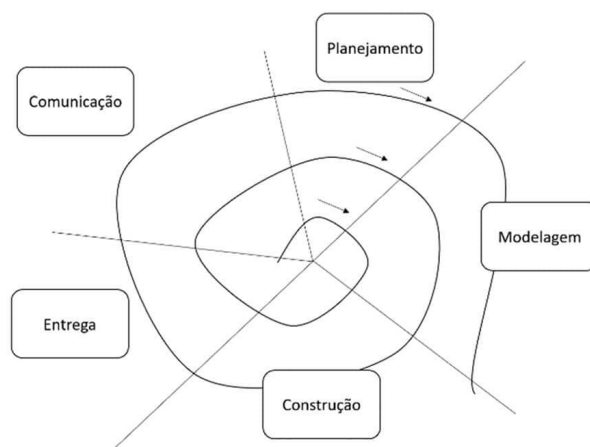 Planejamento
Comunicação
Modelagem
Entrega
Construção